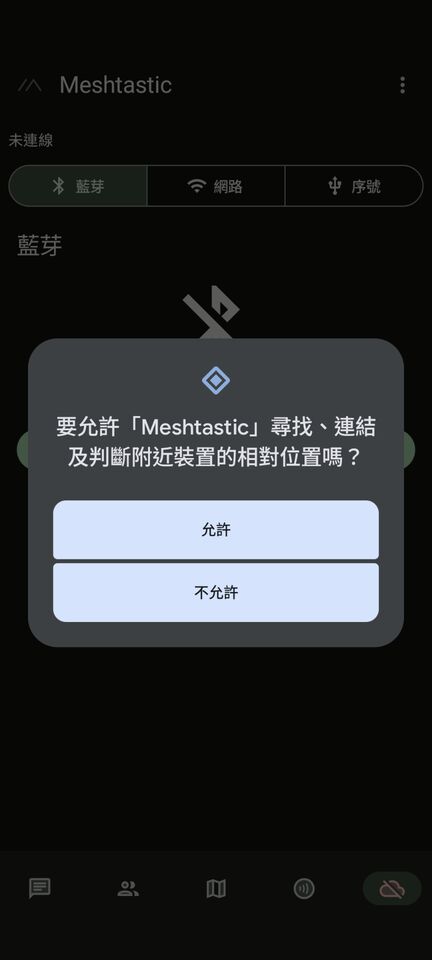 Meshtastic
未連線
藍芽
網路
序號
藍芽
要允許「Meshtastic」尋找、連結
及判斷附近裝置的相對位置嗎？
允許
不允許